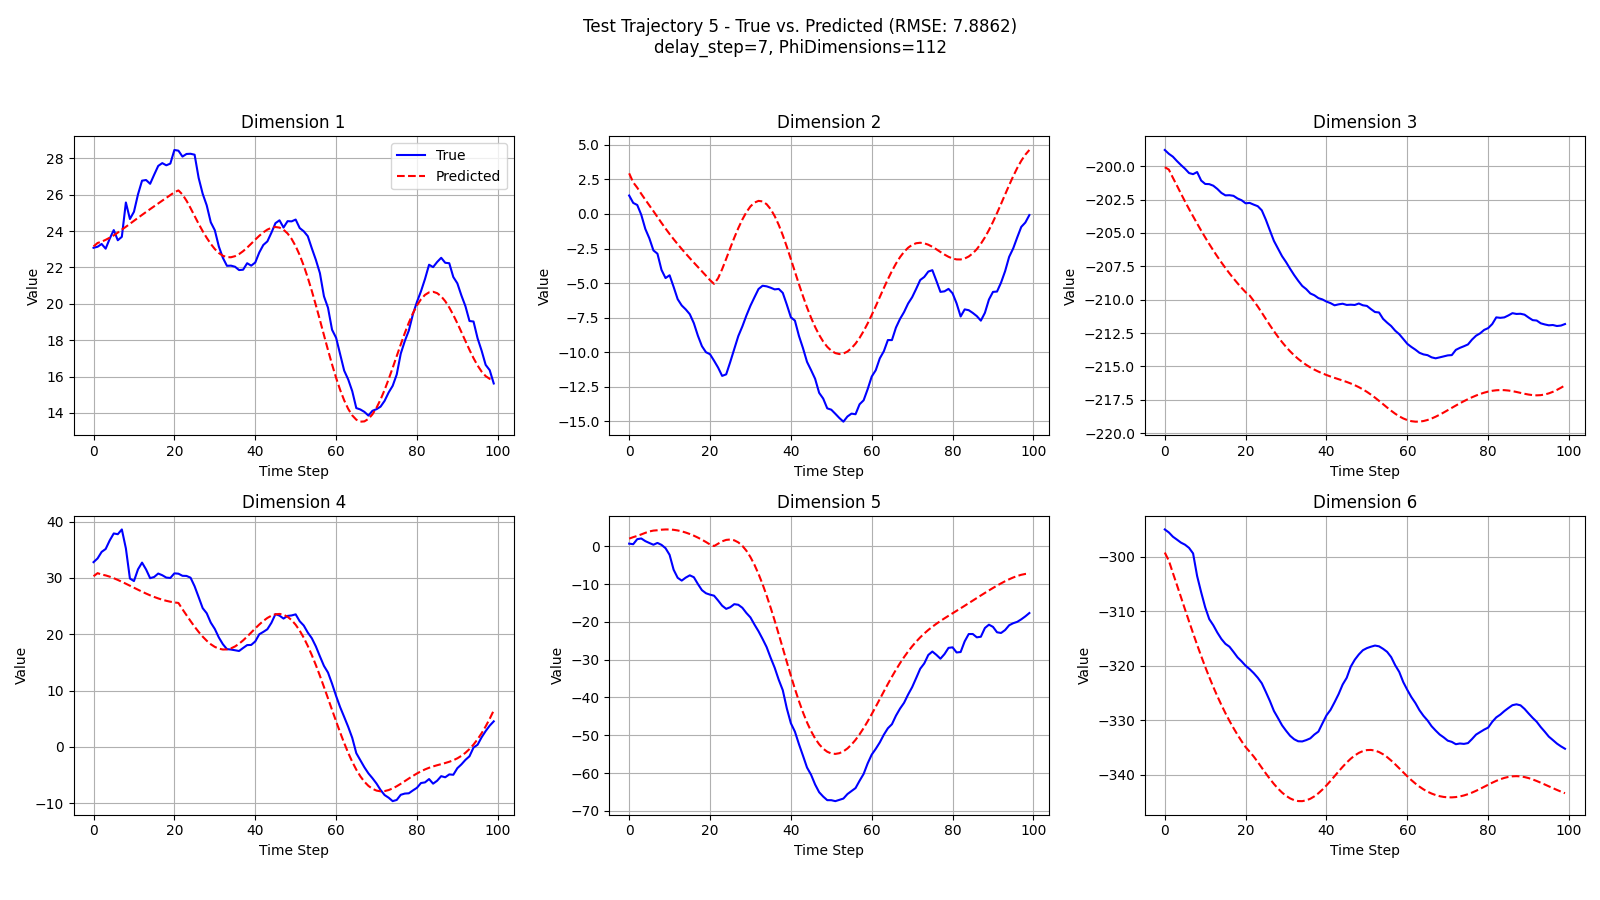 Test Trajectory 5 - True vs. Predicted (RMSE: 7.8862)
delay_step=7, PhiDimensions=112
Dimension 1
28
26
24
22
20
18
16
14
Value
True
Predicted
0 20 40 60 80 100
Time Step
Dimension 2
5.0
2.5
0.0
−2.5
−5.0
−7.5
−10.0
−12.5
−15.0
Value
0 20 40 60 80 100
Time Step
Dimension 3
−200.0
−202.5
−205.0
−207.5
−210.0
−212.5
−215.0
−217.5
−220.0
Value
0 20 40 60 80 100
Time Step
Dimension 4
40
30
20
10
0
−10
Value
0 20 40 60 80 100
Time Step
Dimension 5
0
−10
−20
−30
−40
−50
−60
−70
Value
0 20 40 60 80 100
Time Step
Dimension 6
−300
−310
−320
−330
−340
Value
0 20 40 60 80 100
Time Step